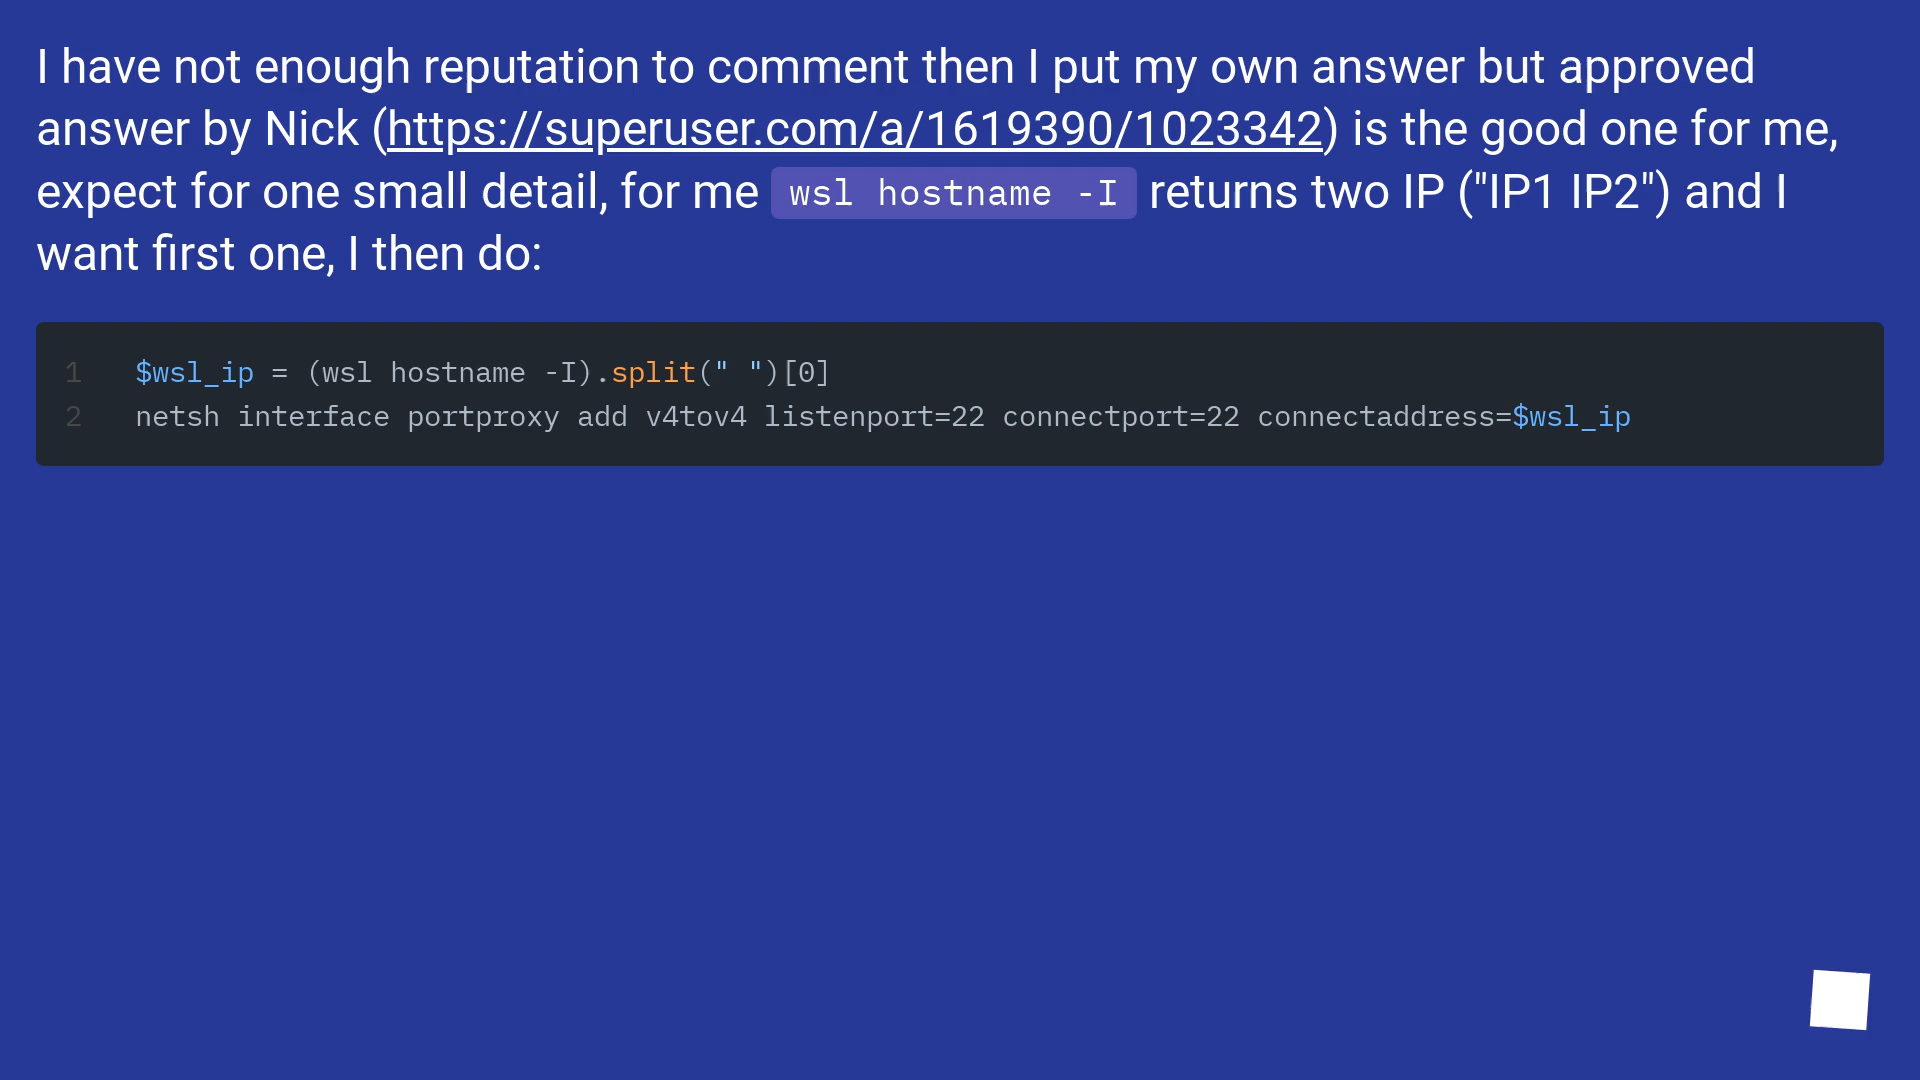 I have not enough reputation to comment then I put my own answer but approved
answer by Nick (https://superuser.com/a/1619390/1023342) is the good one for me,
expect for one small detail, for me wsl hostname -I returns two IP ("IP1 IP2") and I
want first one, I then do:
1 $wsl_ip = (wsl hostname -I).split(" ")[0]
2 netsh interface portproxy add v4tov4 listenport=22 connectport=22 connectaddress=$wsl_ip